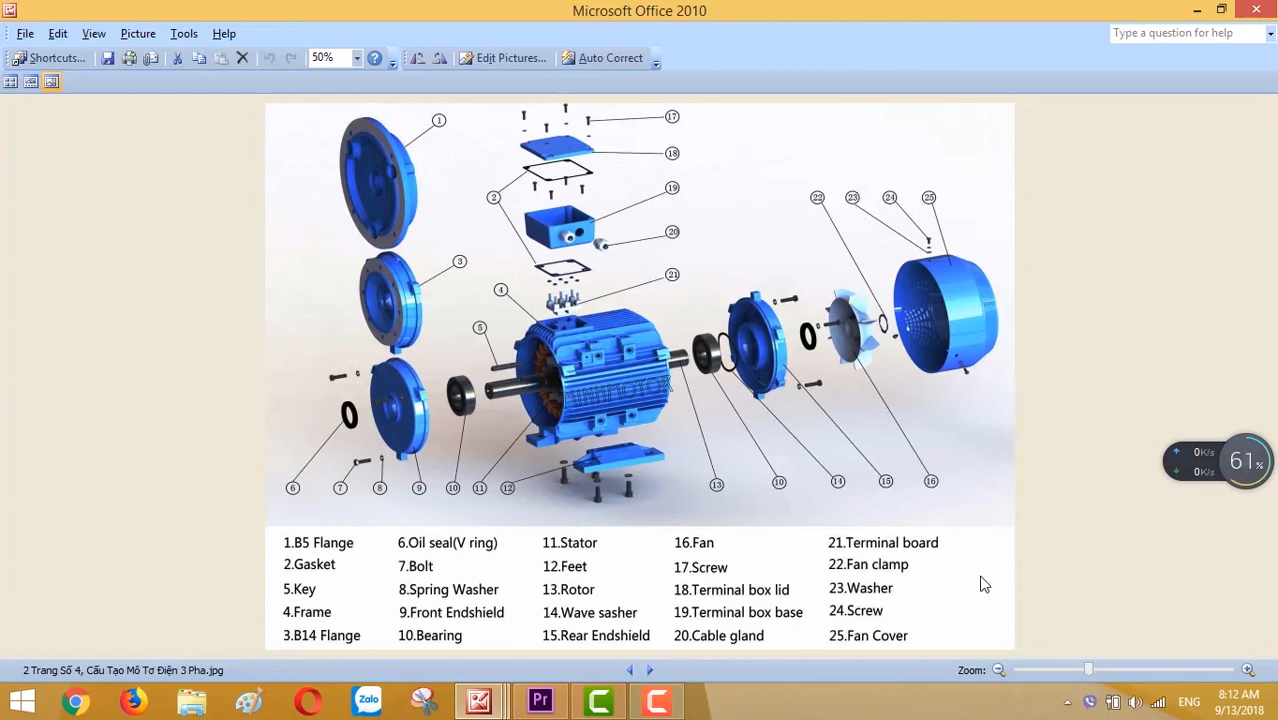 Microsoft Office 2010
File Edit View Picture Tools Help
Type a question for help
Shortcuts...
50%
Edit Pictures...
Auto Correct
1
17
18
2
19
22
23
24
25
20
3
21
4
5
6
7
8
9
10
11
12
13
10
14
15
16
1.B5 Flange
2.Gasket
5.Key
4.Frame
3.B14 Flange
6.Oil seal(V ring)
7.Bolt
8.Spring Washer
9.Front Endshield
10.Bearing
11.Stator
12.Feet
13.Rotor
14.Wave sasher
15.Rear Endshield
16.Fan
17.Screw
18.Terminal box lid
19.Terminal box base
20.Cable gland
21.Terminal board
22.Fan clamp
23.Washer
24.Screw
25.Fan Cover
0K/s
0K/s
61%
2 Trang Số 4, Cấu Tạo Mô Tơ Điện 3 Pha.jpg
Zoom:
Zalo
Pr
ENG
8:12 AM
9/13/2018